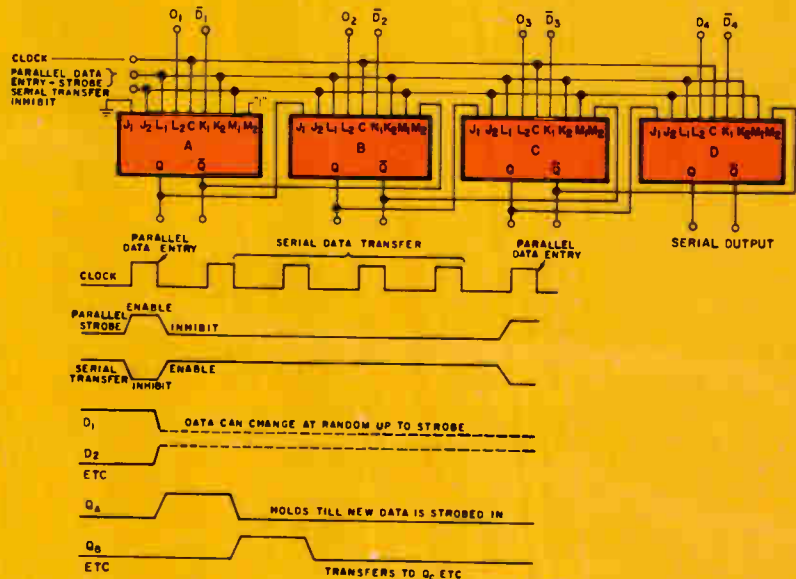 O₁ D̄₁ O₂ D̄₂ O₃ D̄₃ D₄ D̄₄
CLOCK
PARALLEL DATA
ENTRY - STROBE
SERIAL TRANSFER
INHIBIT
"1"
J₁ J₂ L₁ L₂ C K₁ K₂ M₁ M₂
A
Q Q̄
J₁ J₂ L₁ L₂ C K₁ K₂ M₁ M₂
B
Q Q̄
J₁ J₂ L₁ L₂ C K₁ K₂ M₁ M₂
C
Q Q̄
J₁ J₂ L₁ L₂ C K₁ K₂ M₁ M₂
D
Q Q̄
SERIAL OUTPUT
PARALLEL
DATA ENTRY
SERIAL DATA TRANSFER
PARALLEL
DATA ENTRY
CLOCK
ENABLE
PARALLEL
STROBE
INHIBIT
SERIAL
TRANSFER
INHIBIT
ENABLE
D₁
DATA CAN CHANGE AT RANDOM UP TO STROBE
D₂
ETC
Q_A
HOLDS TILL NEW DATA IS STROBED IN
Q_B
ETC
TRANSFERS TO Q_C ETC